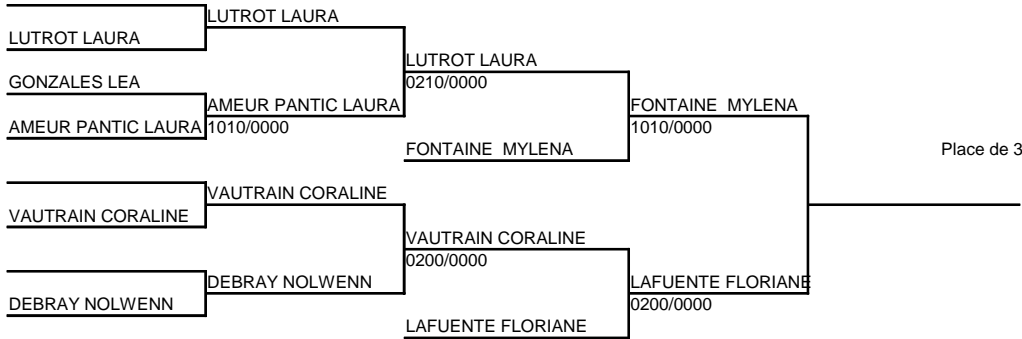 LUTROT LAURA
LUTROT LAURA
LUTROT LAURA
0210/0000
GONZALES LEA
AMEUR PANTIC LAURA
FONTAINE  MYLENA
AMEUR PANTIC LAURA
1010/0000
1010/0000
FONTAINE  MYLENA
Place de 3
VAUTRAIN CORALINE
VAUTRAIN CORALINE
VAUTRAIN CORALINE
0200/0000
DEBRAY NOLWENN
LAFUENTE FLORIANE
DEBRAY NOLWENN
0200/0000
LAFUENTE FLORIANE